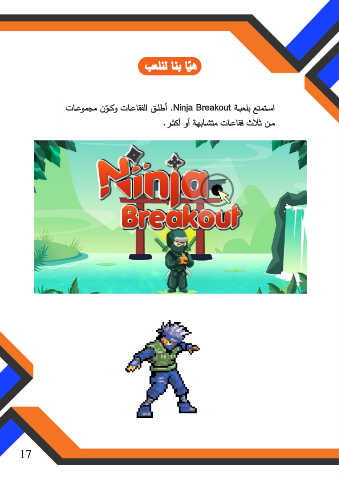 هيّا بنا لنلعب
استمتع بلعبة Ninja Breakout. أطلق الفقاعات وكوّن مجموعات
من ثلاث فقاعات متشابهة أو أكثر.
Ninja
Breakout
17